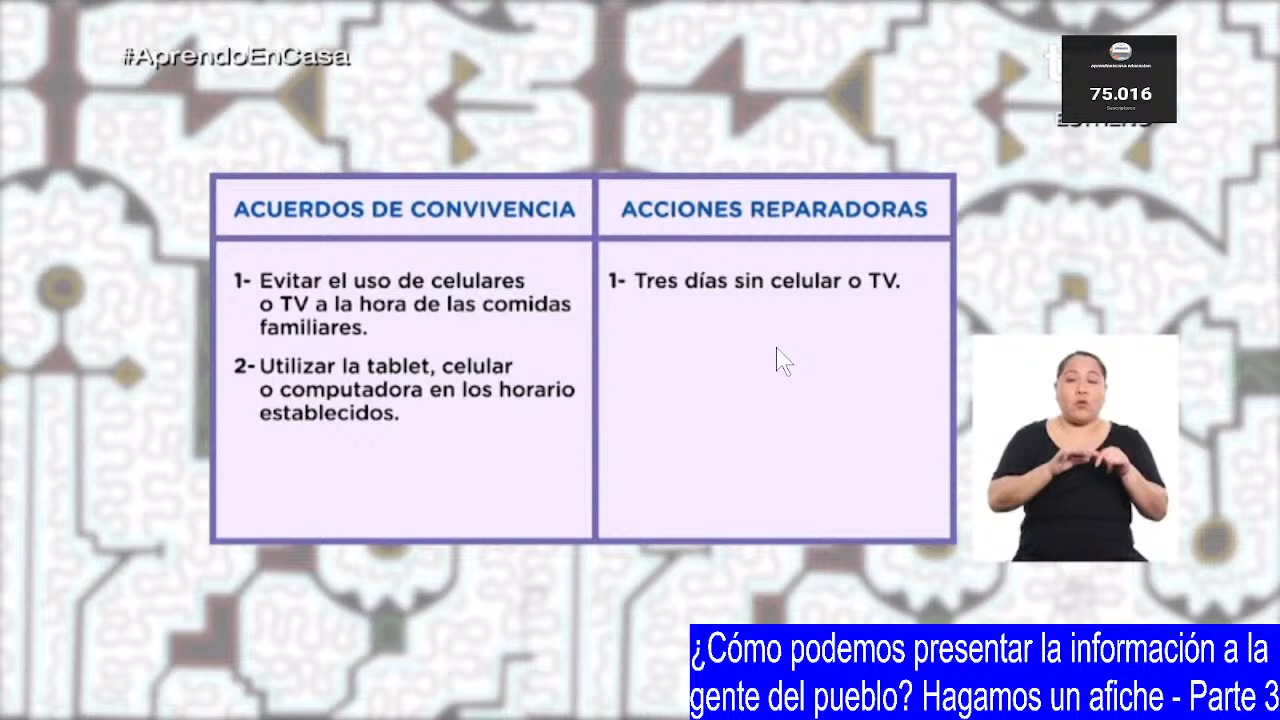 #AprendoEnCasa
75.016
Suscriptores
ESTRENO
ACUERDOS DE CONVIVENCIA
ACCIONES REPARADORAS
1- Evitar el uso de celulares
o TV a la hora de las comidas
familiares.
2- Utilizar la tablet, celular
o computadora en los horario
establecidos.
1- Tres días sin celular o TV.
¿Cómo podemos presentar la información a la
gente del pueblo? Hagamos un afiche - Parte 3